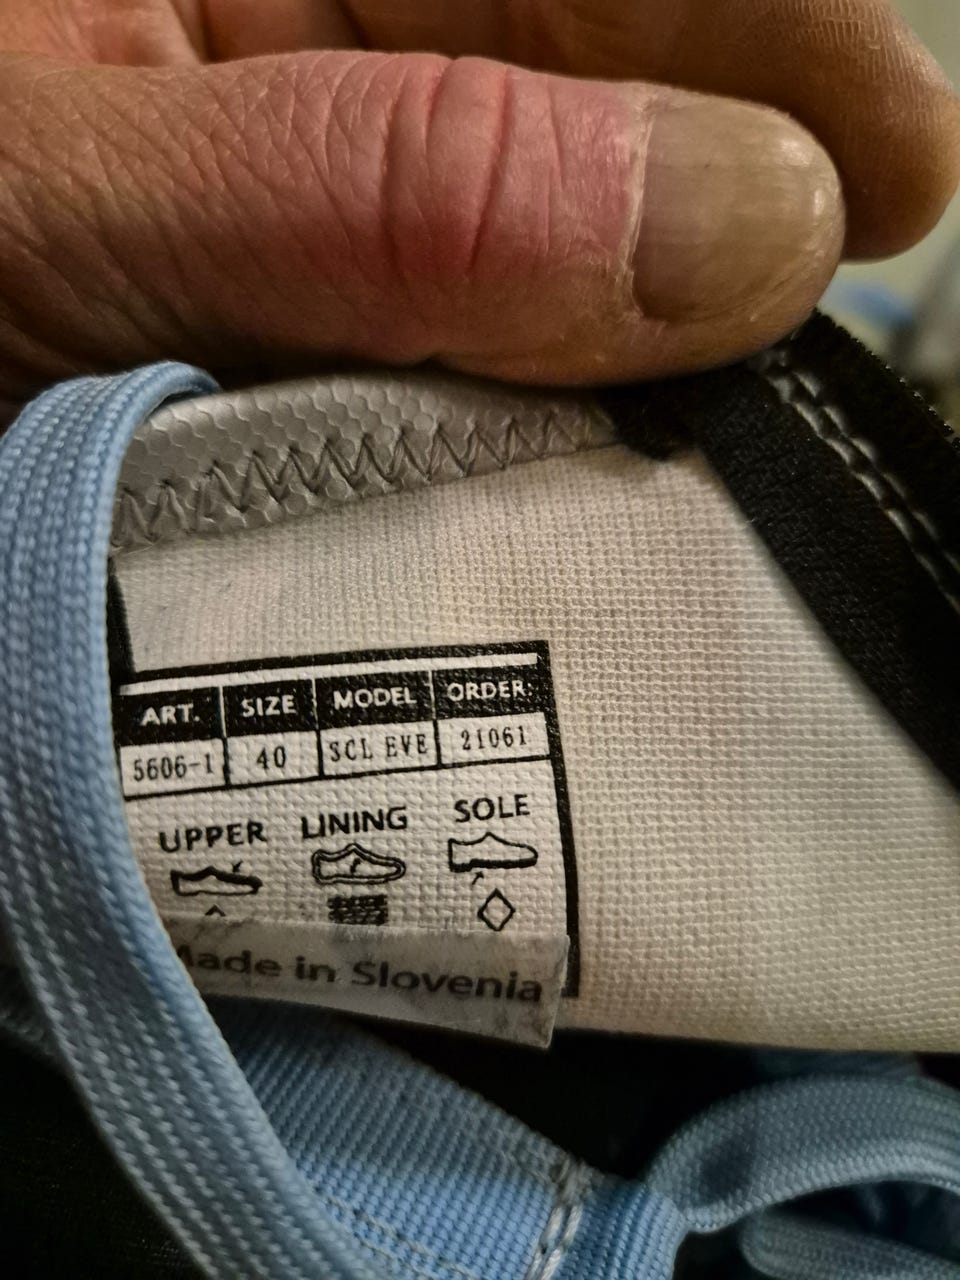 ART. SIZE MODEL ORDER:
5606-1 40 SCL EVE 21061
UPPER LINING SOLE
Made in Slovenia